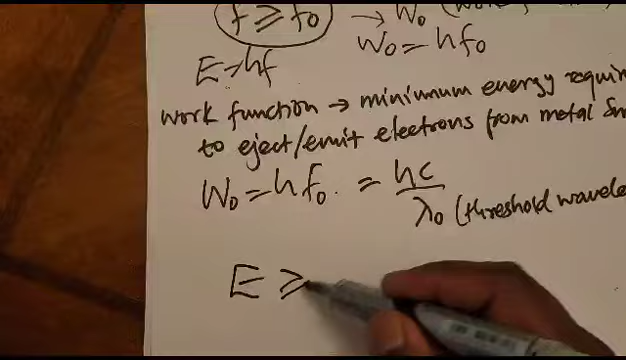 f ≥ f₀ → W₀
W₀ = hf₀
E = hf
work function → minimum energy
to eject/emit electrons from metal
W₀ = hf₀. = hc/λ₀ (threshold
E ≥